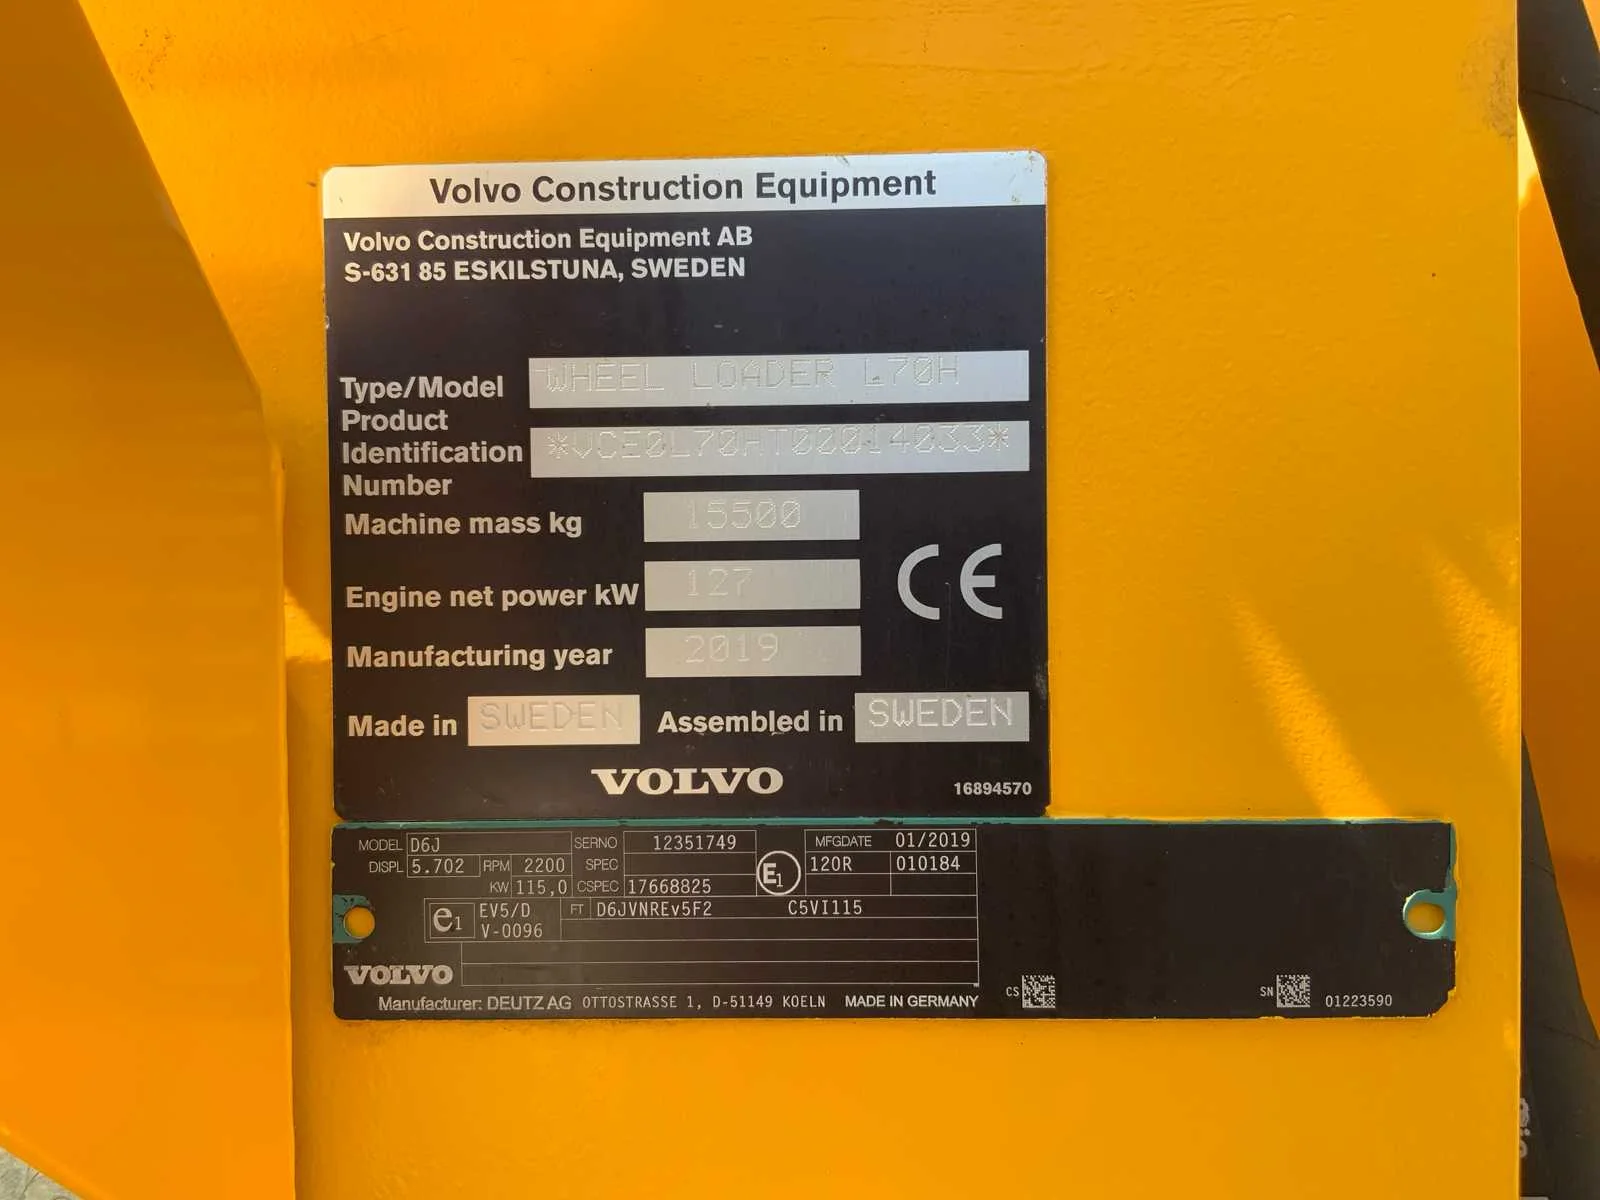 Volvo Construction Equipment
Volvo Construction Equipment AB
S-631 85 ESKILSTUNA, SWEDEN
Type/Model WHEEL LOADER L70H
Product
Identification *VCE0L70HT00014033*
Number
Machine mass kg 15500
Engine net power kW 127
CE
Manufacturing year 2019
Made in SWEDEN Assembled in SWEDEN
VOLVO 16894570
MODEL D6J SERNO 12351749 MFGDATE 01/2019
DISPL 5.702 RPM 2200 SPEC E1 120R 010184
KW 115,0 CSPEC 17668825
e1 EV5/D FT D6JVNREv5F2 C5VI115
V-0096
VOLVO
Manufacturer: DEUTZ AG OTTOSTRASSE 1, D-51149 KOELN MADE IN GERMANY CS SN 01223590